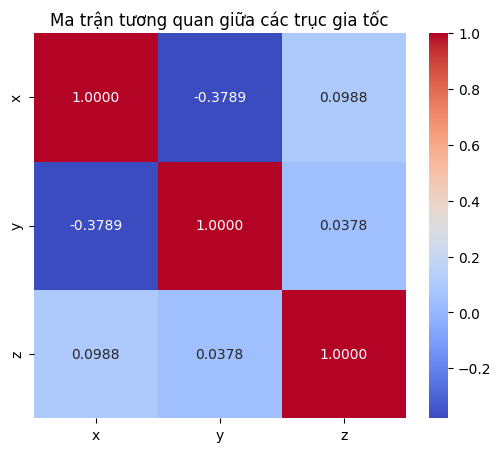 Ma trận tương quan giữa các trục gia tốc
x 1.0000 -0.3789 0.0988
y -0.3789 1.0000 0.0378
z 0.0988 0.0378 1.0000
x y z
1.0
0.8
0.6
0.4
0.2
0.0
−0.2